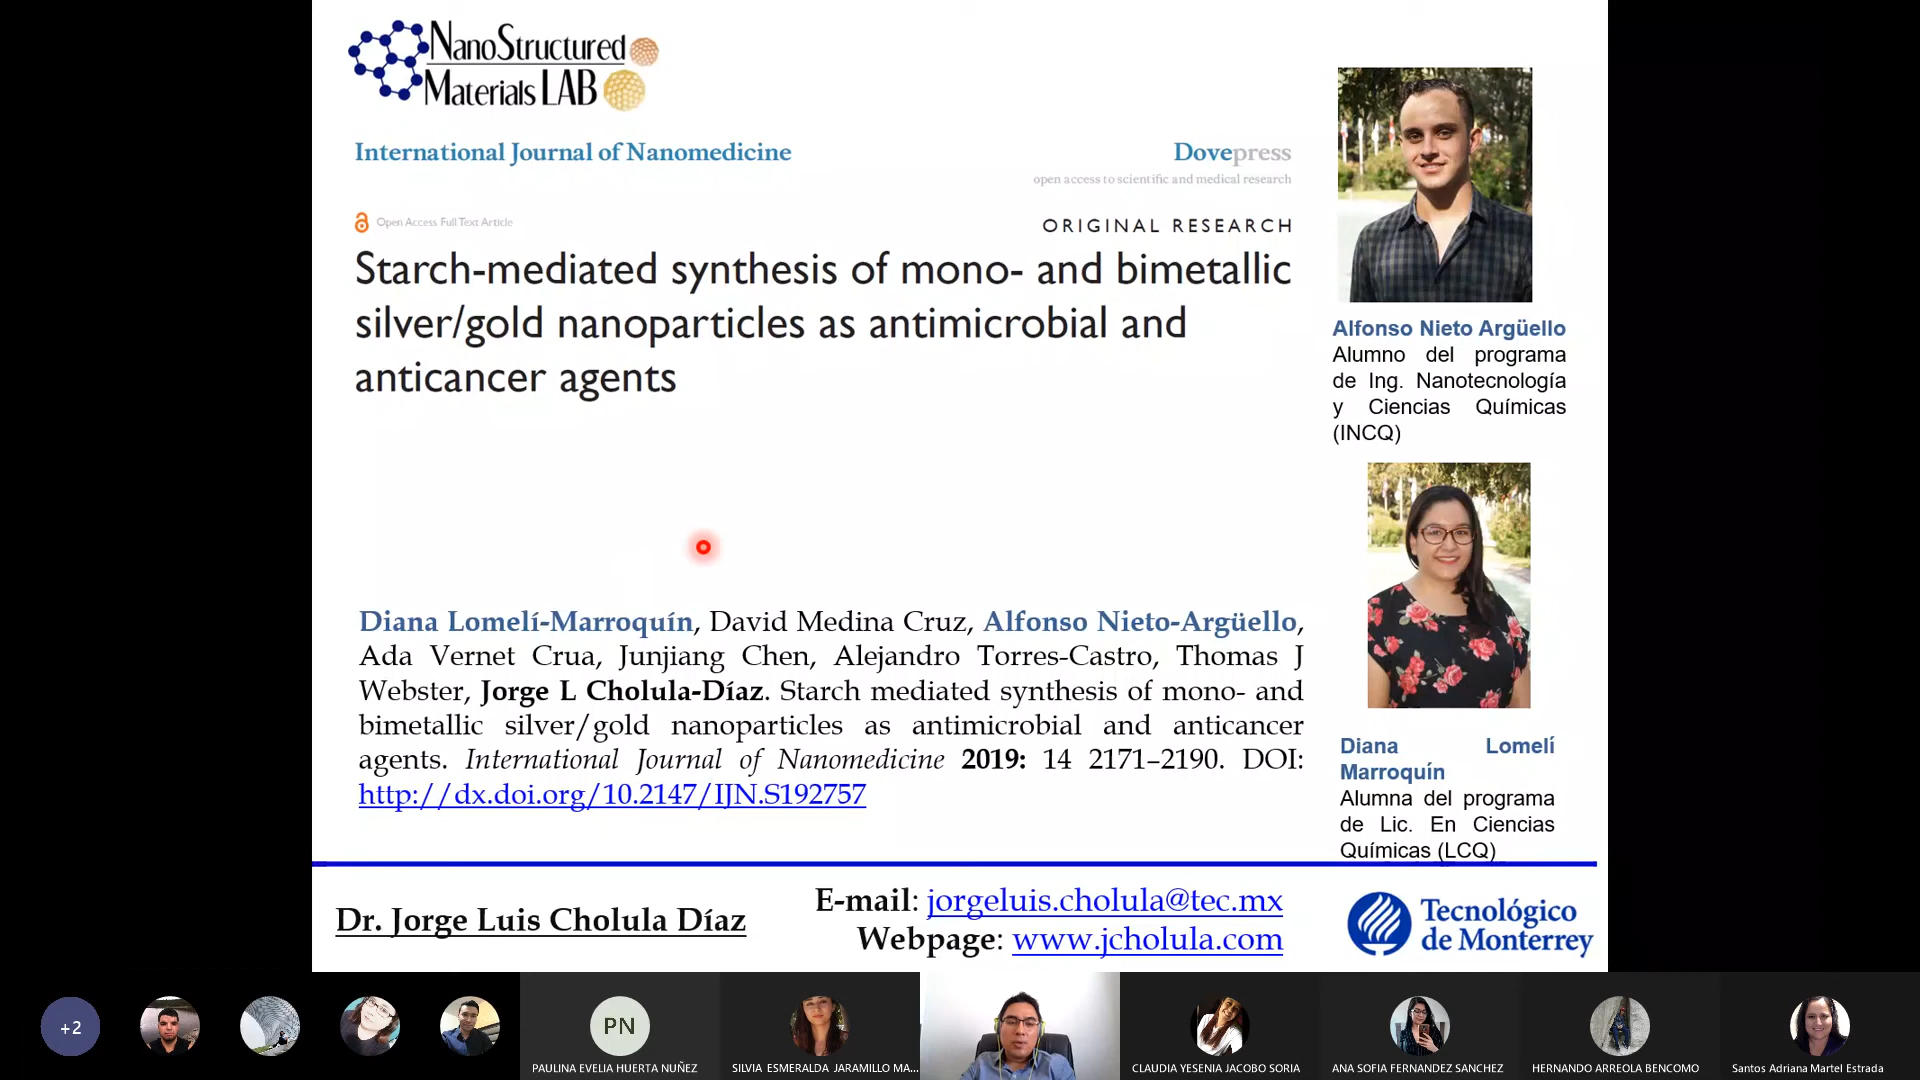 NanoStructured
Materials LAB
International Journal of Nanomedicine
Dovepress
open access to scientific and medical research
Open Access Full Text Article
ORIGINAL RESEARCH
Starch-mediated synthesis of mono- and bimetallic
silver/gold nanoparticles as antimicrobial and
anticancer agents
Alfonso Nieto Argüello
Alumno del programa
de Ing. Nanotecnología
y Ciencias Químicas
(INCQ)
Diana Lomelí-Marroquín, David Medina Cruz, Alfonso Nieto-Argüello,
Ada Vernet Crua, Junjiang Chen, Alejandro Torres-Castro, Thomas J
Webster, Jorge L Cholula-Díaz. Starch mediated synthesis of mono- and
bimetallic silver/gold nanoparticles as antimicrobial and anticancer
agents. International Journal of Nanomedicine 2019: 14 2171–2190. DOI:
http://dx.doi.org/10.2147/IJN.S192757
Diana Lomelí
Marroquín
Alumna del programa
de Lic. En Ciencias
Químicas (LCQ)
Dr. Jorge Luis Cholula Díaz
E-mail: jorgeluis.cholula@tec.mx
Webpage: www.jcholula.com
Tecnológico
de Monterrey
+2
PN
PAULINA EVELIA HUERTA NUÑEZ
SILVIA ESMERALDA JARAMILLO MA...
CLAUDIA YESENIA JACOBO SORIA
ANA SOFIA FERNANDEZ SANCHEZ
HERNANDO ARREOLA BENCOMO
Santos Adriana Martel Estrada